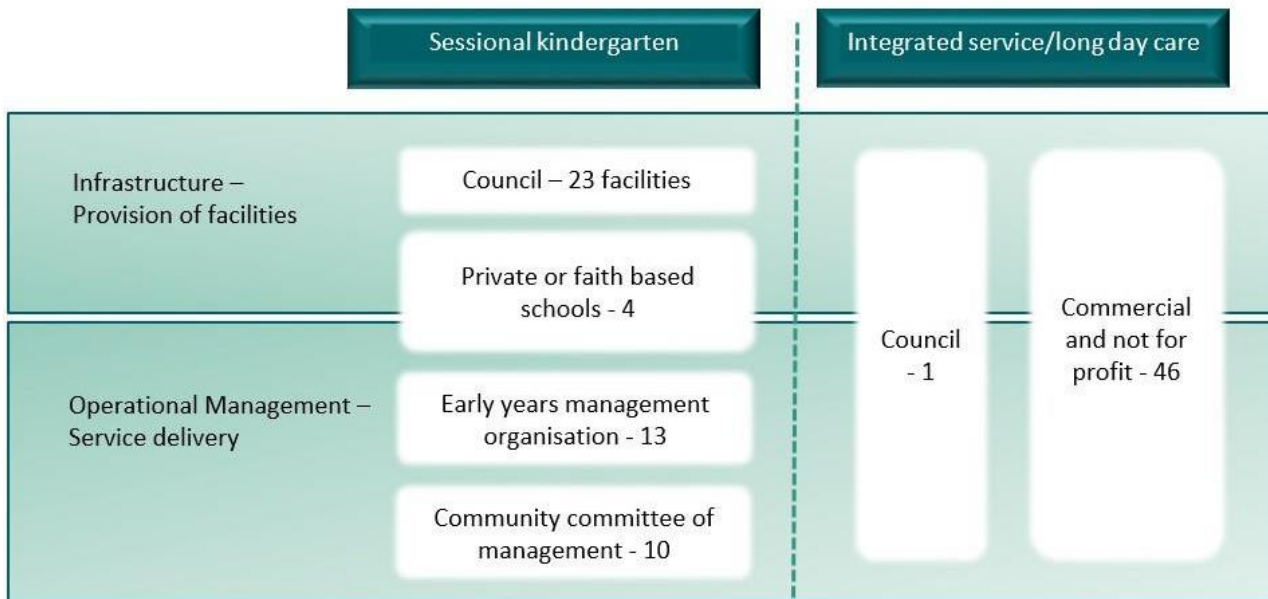 Sessional kindergarten
Integrated service/long day care
Infrastructure –
Provision of facilities
Council – 23 facilities
Private or faith based
schools - 4
Operational Management –
Service delivery
Early years management
organisation - 13
Community committee of
management - 10
Council
- 1
Commercial
and not for
profit - 46